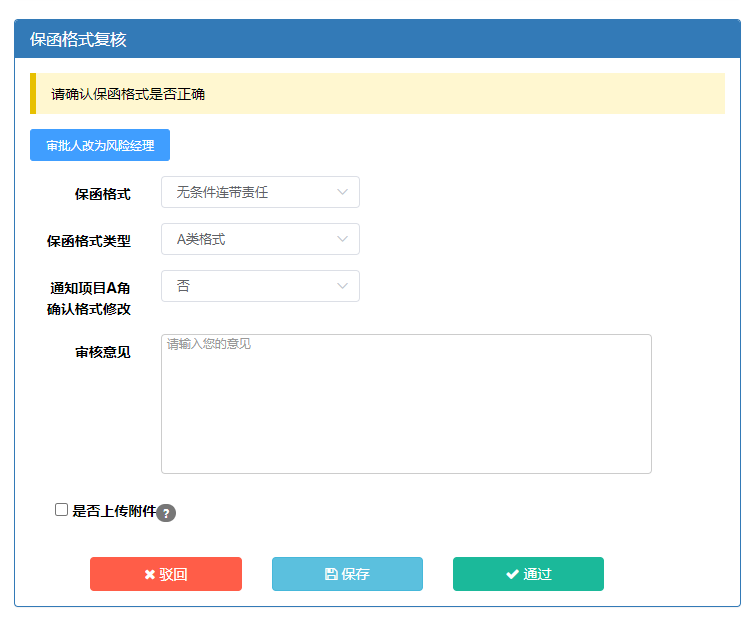 保函格式复核
请确认保函格式是否正确
审批人改为风险经理
保函格式 无条件连带责任
保函格式类型 A类格式
通知项目A角 否
确认格式修改
审核意见 请输入您的意见
是否上传附件 ?
驳回 保存 通过